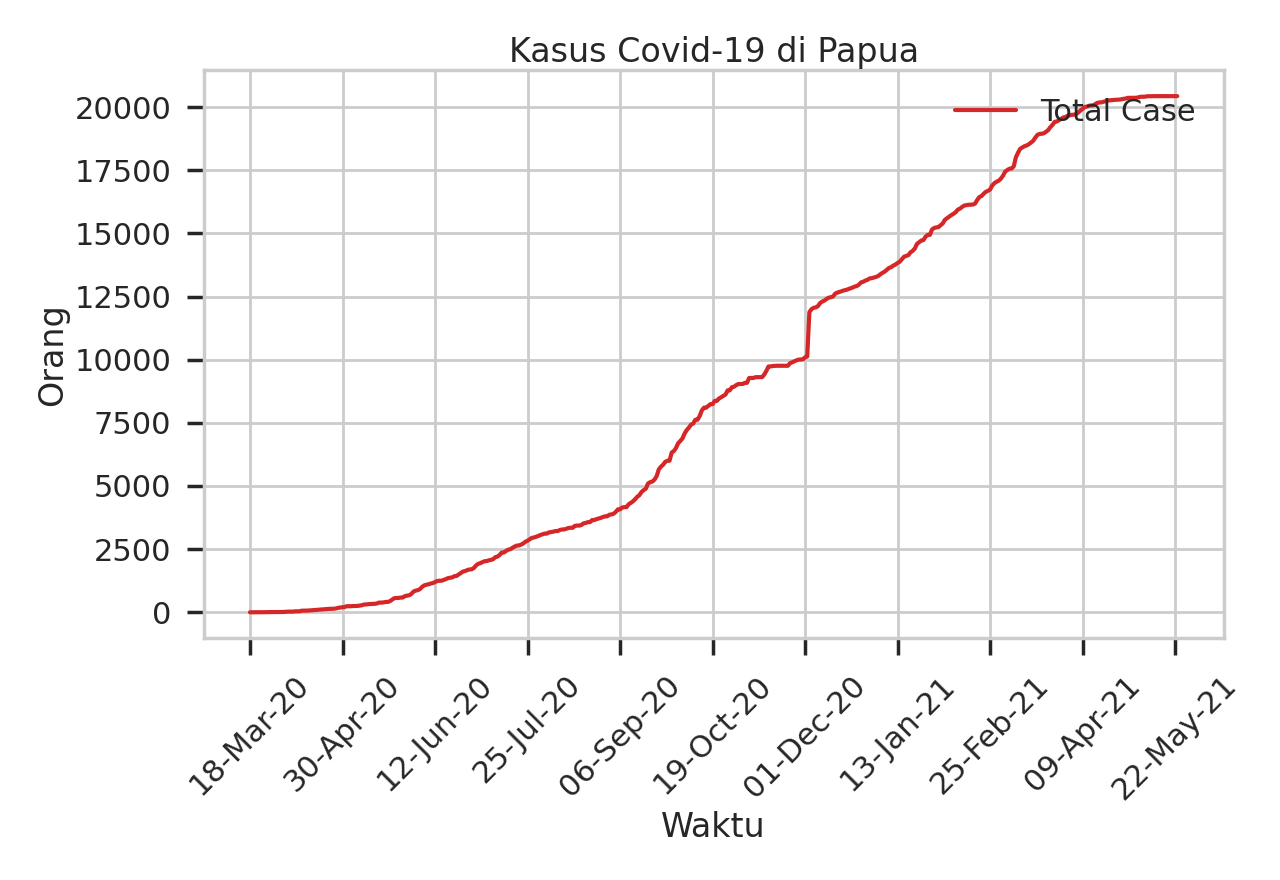 Kasus Covid-19 di Papua
Total Case
20000
17500
15000
12500
10000
7500
5000
2500
0
Orang
18-Mar-20
30-Apr-20
12-Jun-20
25-Jul-20
06-Sep-20
19-Oct-20
01-Dec-20
13-Jan-21
25-Feb-21
09-Apr-21
22-May-21
Waktu